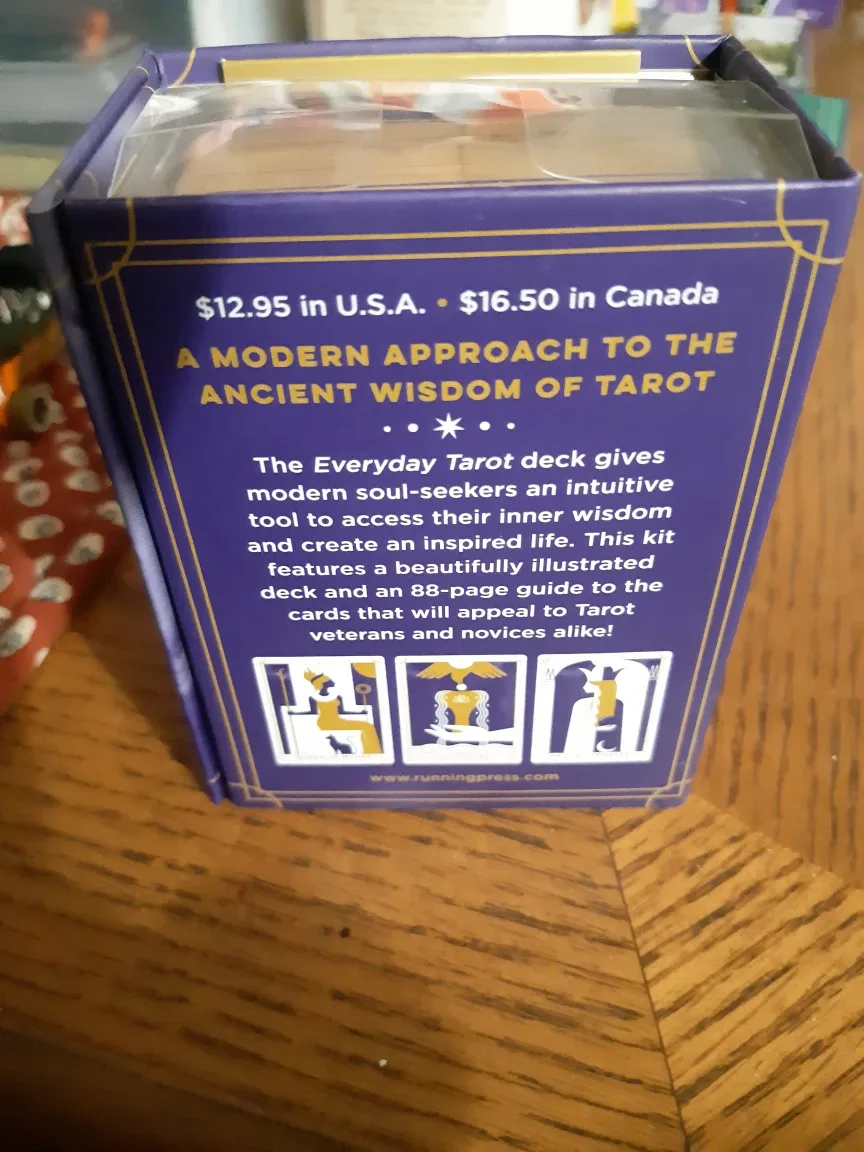 $12.95 in U.S.A. • $16.50 in Canada
A MODERN APPROACH TO THE
ANCIENT WISDOM OF TAROT
The Everyday Tarot deck gives
modern soul-seekers an intuitive
tool to access their inner wisdom
and create an inspired life. This kit
features a beautifully illustrated
deck and an 88-page guide to the
cards that will appeal to Tarot
veterans and novices alike!
www.runningpress.com